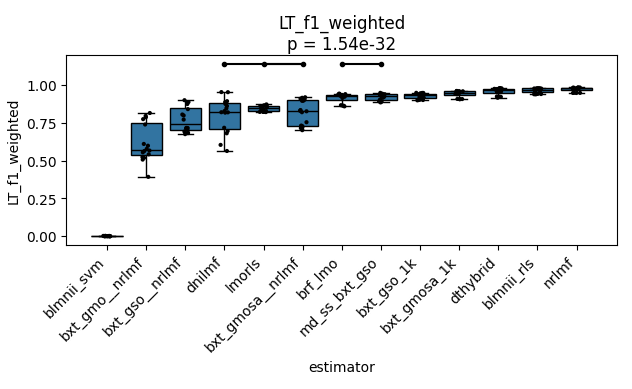 LT_f1_weighted
p = 1.54e-32
LT_f1_weighted
1.00
0.75
0.50
0.25
0.00
blmnii_svm
bxt_gmo__nrlmf
bxt_gso__nrlmf
dnilmf
lmorls
bxt_gmosa__nrlmf
brf_lmo
md_ss_bxt_gso
bxt_gso_1k
bxt_gmosa_1k
dthybrid
blmnii_rls
nrlmf
estimator